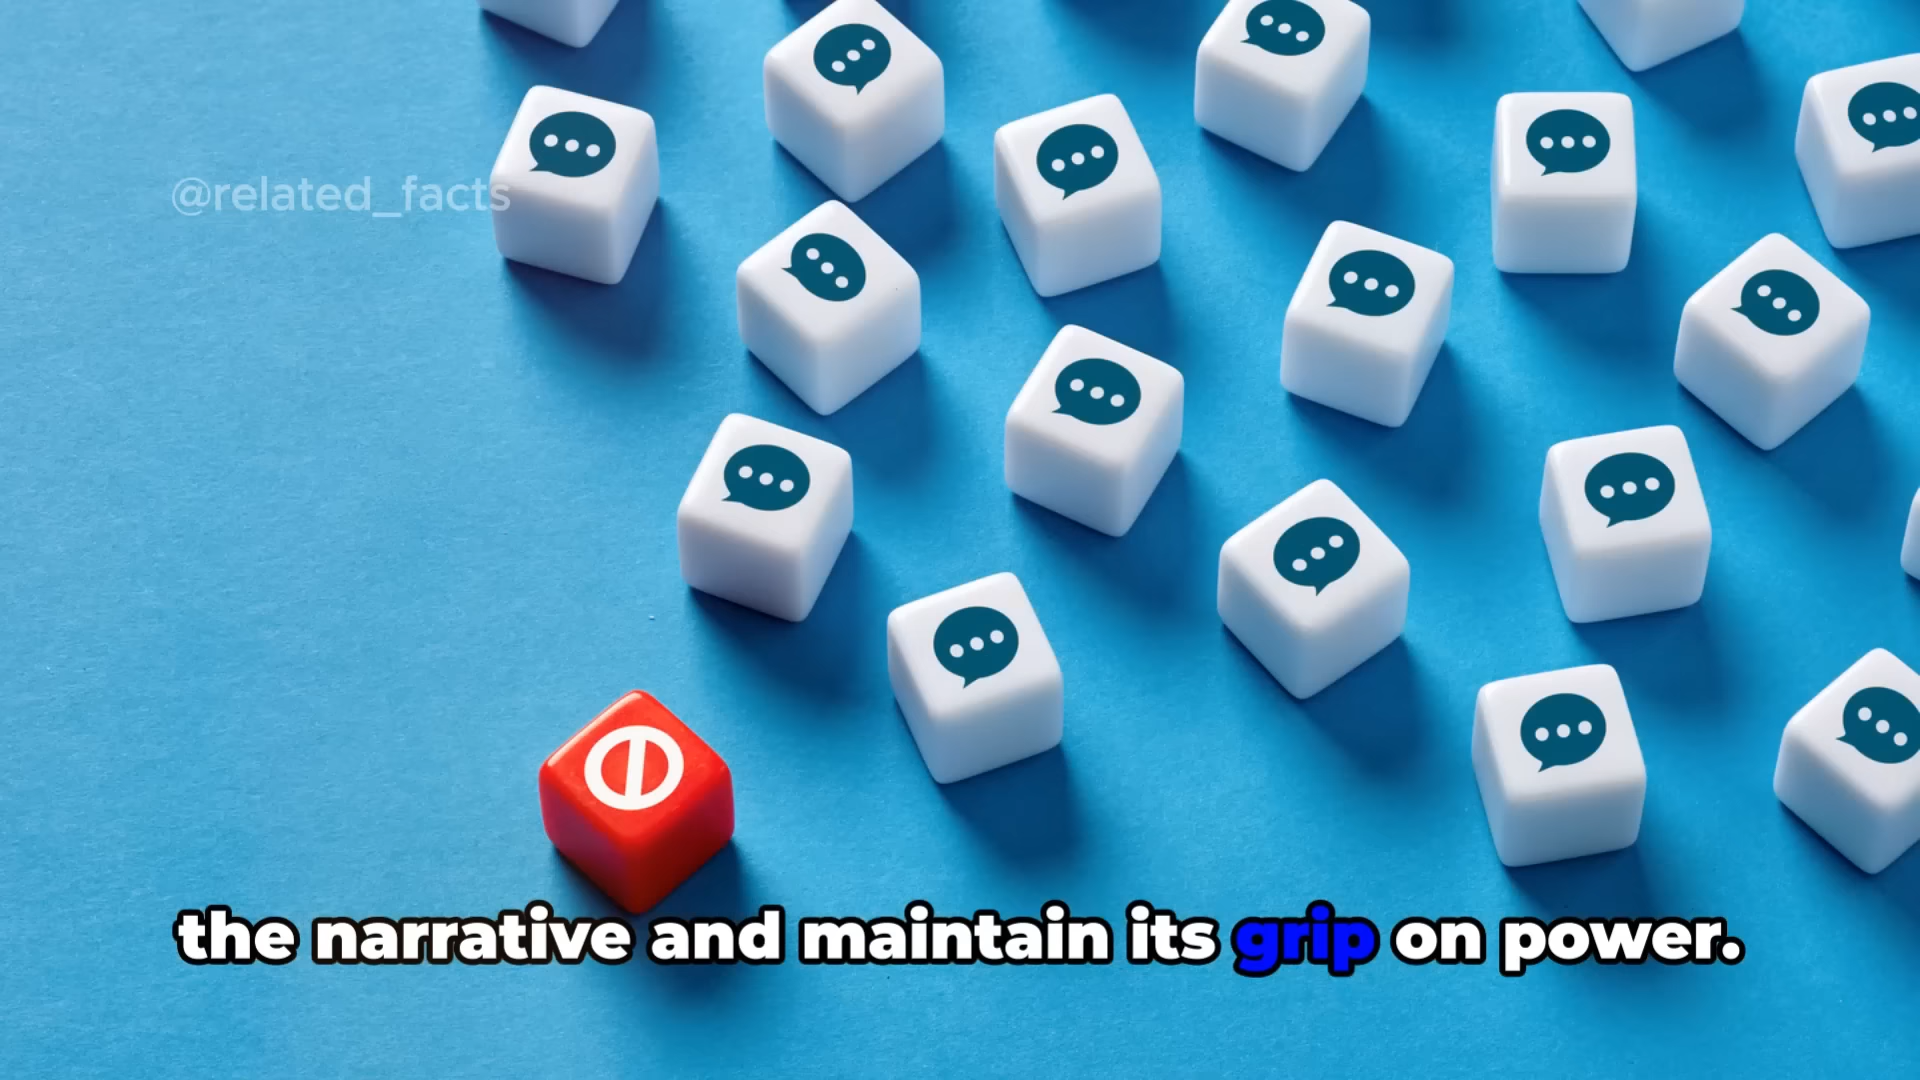 @related_facts
the narrative and maintain its grip on power.